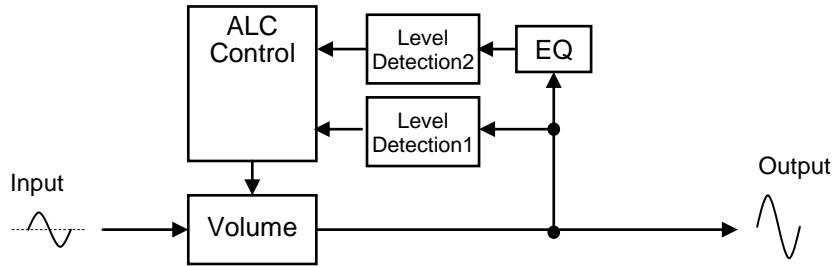 ALC
Control
Level
Detection2
EQ
Level
Detection1
Input
Output
Volume